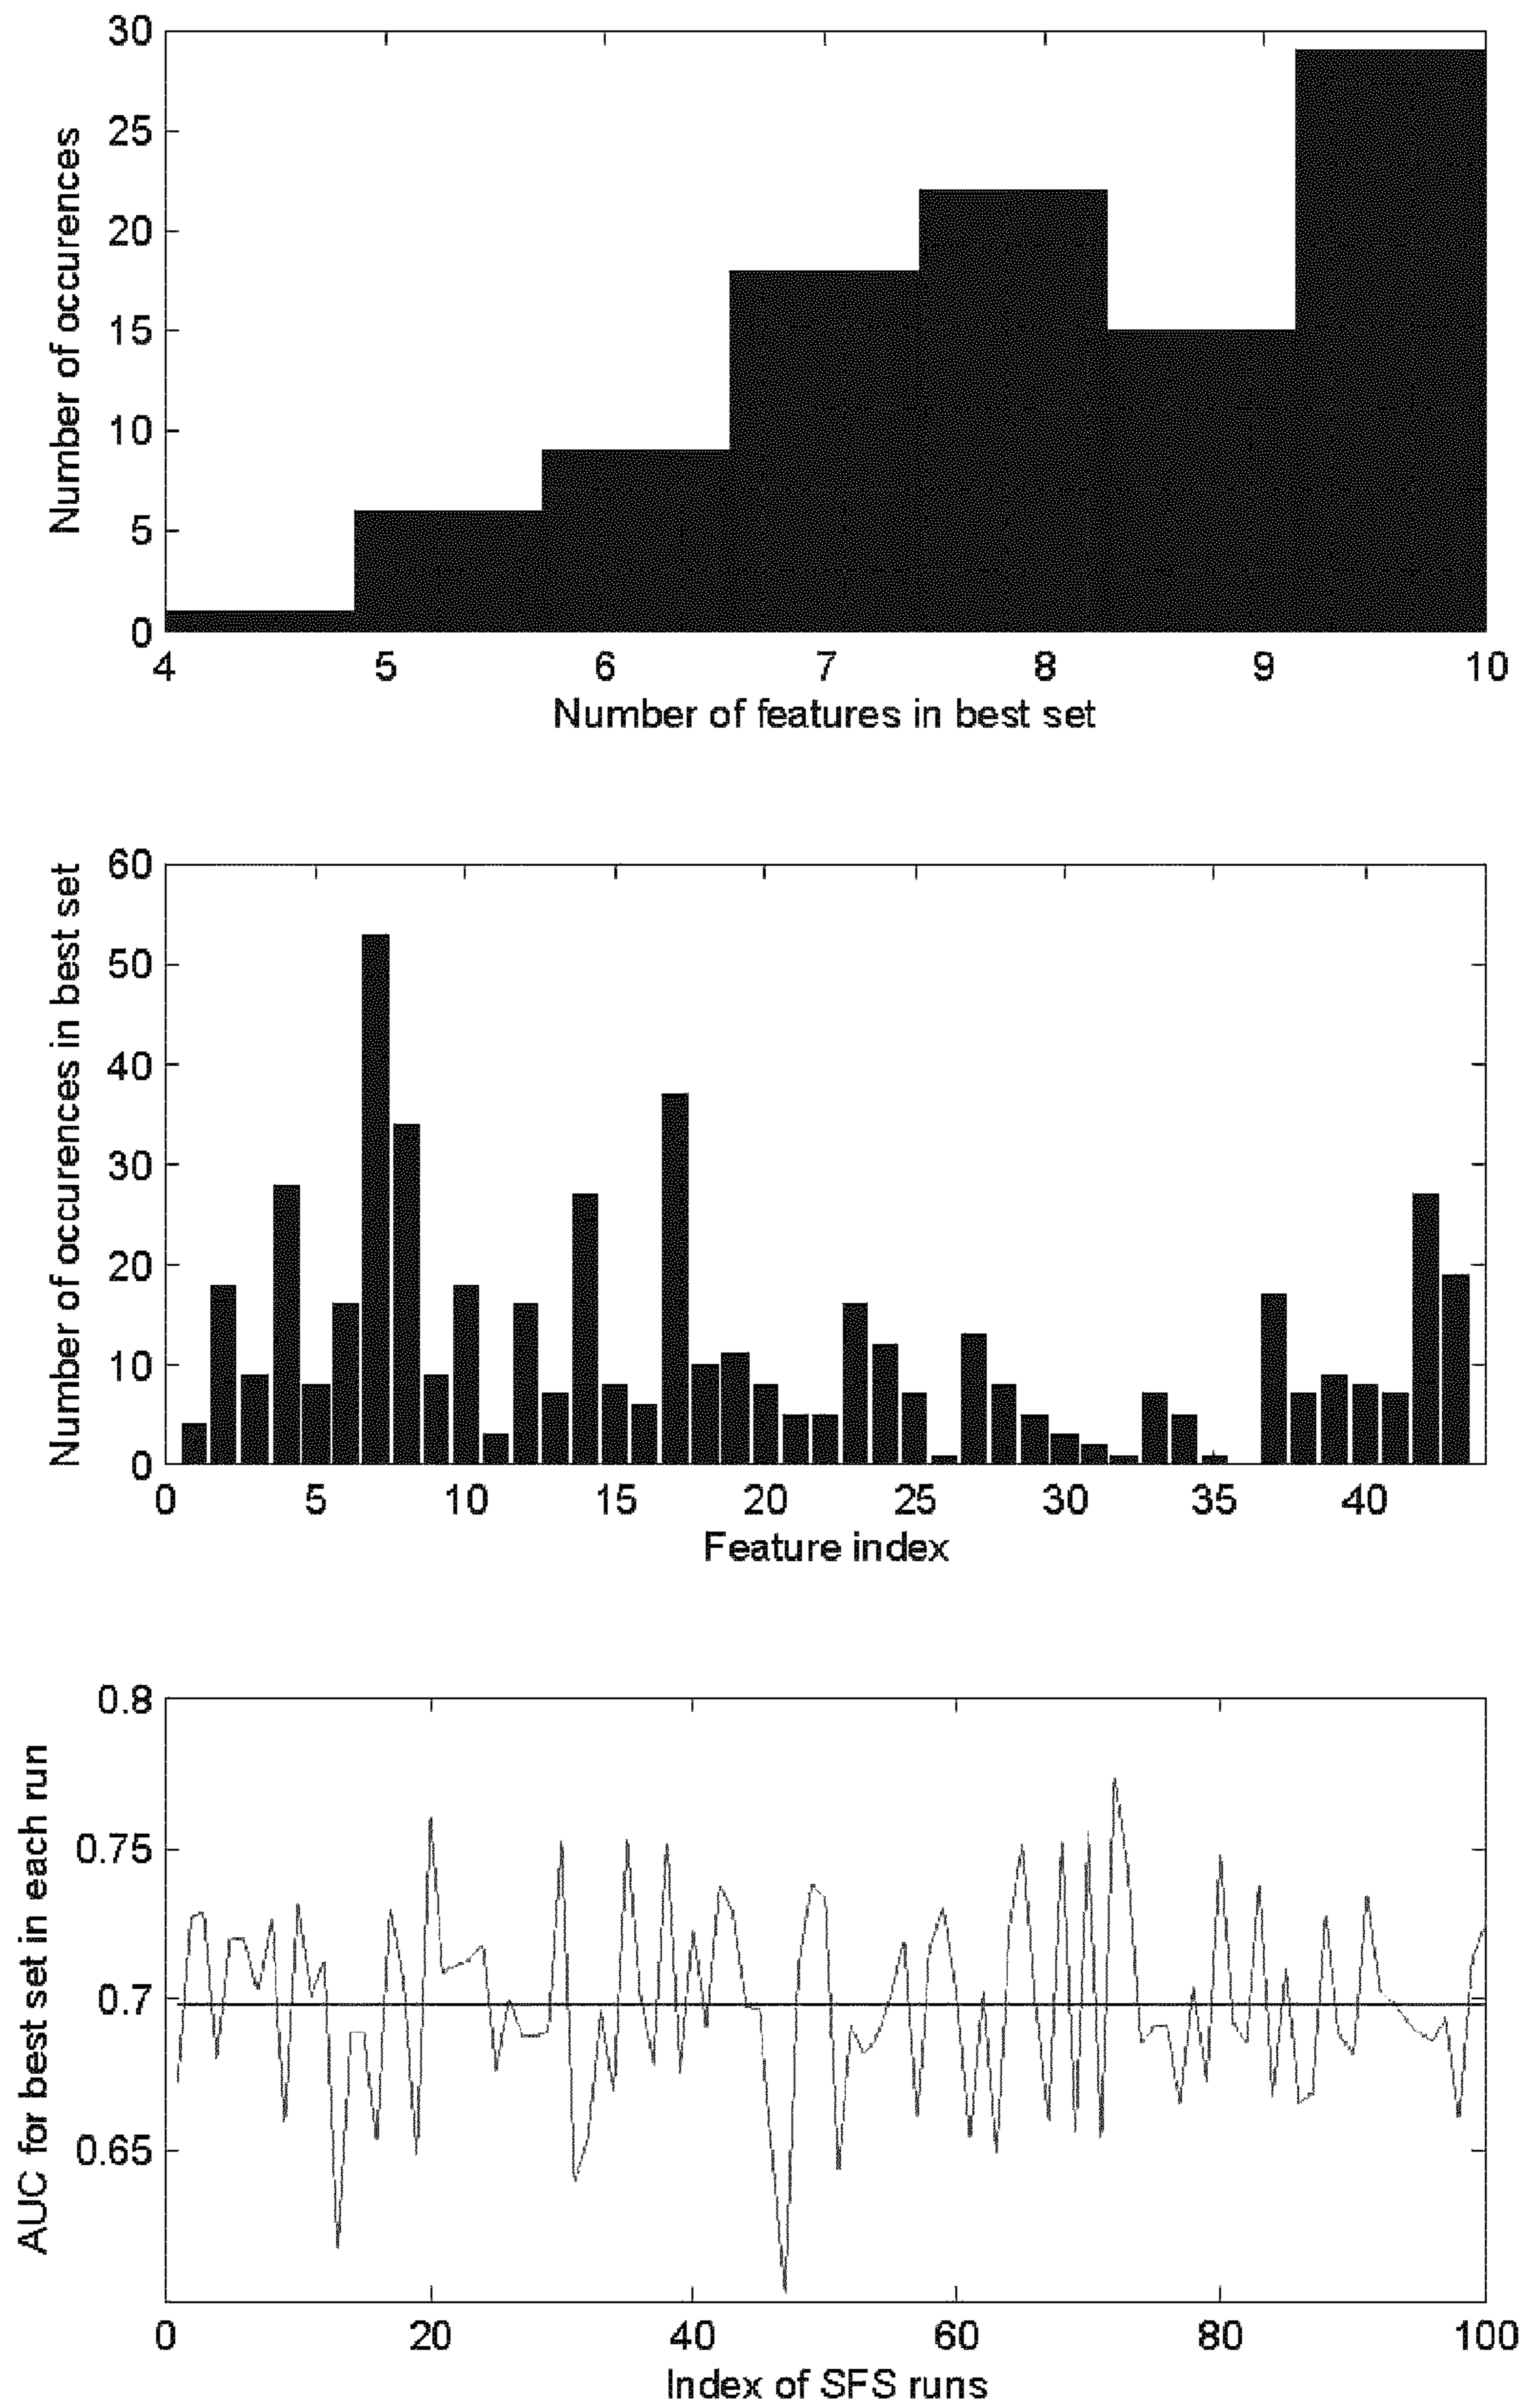 30
25
20
15
10
5
0
Number of occurences
4 5 6 7 8 9 10
Number of features in best set
60
50
40
30
20
10
0
Number of occurences in best set
0 5 10 15 20 25 30 35 40
Feature index
0.8
0.75
0.7
0.65
AUC for best set in each run
0 20 40 60 80 100
Index of SFS runs